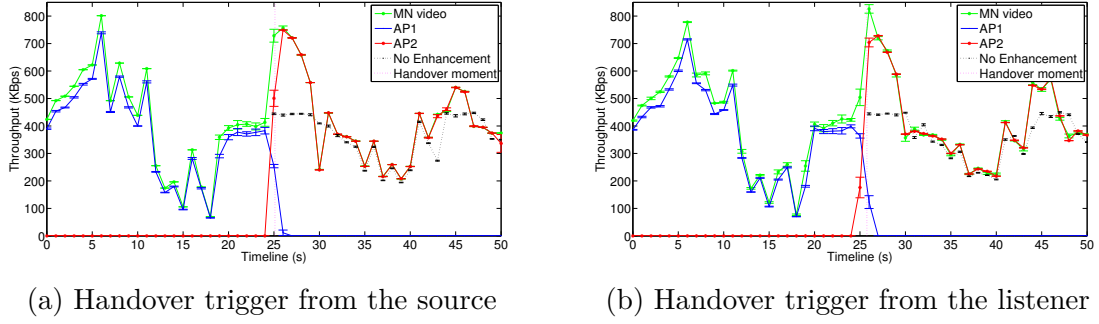 800
700
600
500
400
300
200
100
0
Throughput (KBps)
0 5 10 15 20 25 30 35 40 45 50
Timeline (s)
MN video
AP1
AP2
No Enhancement
Handover moment
(a) Handover trigger from the source
800
700
600
500
400
300
200
100
0
Throughput (KBps)
0 5 10 15 20 25 30 35 40 45 50
Timeline (s)
MN video
AP1
AP2
No Enhancement
Handover moment
(b) Handover trigger from the listener